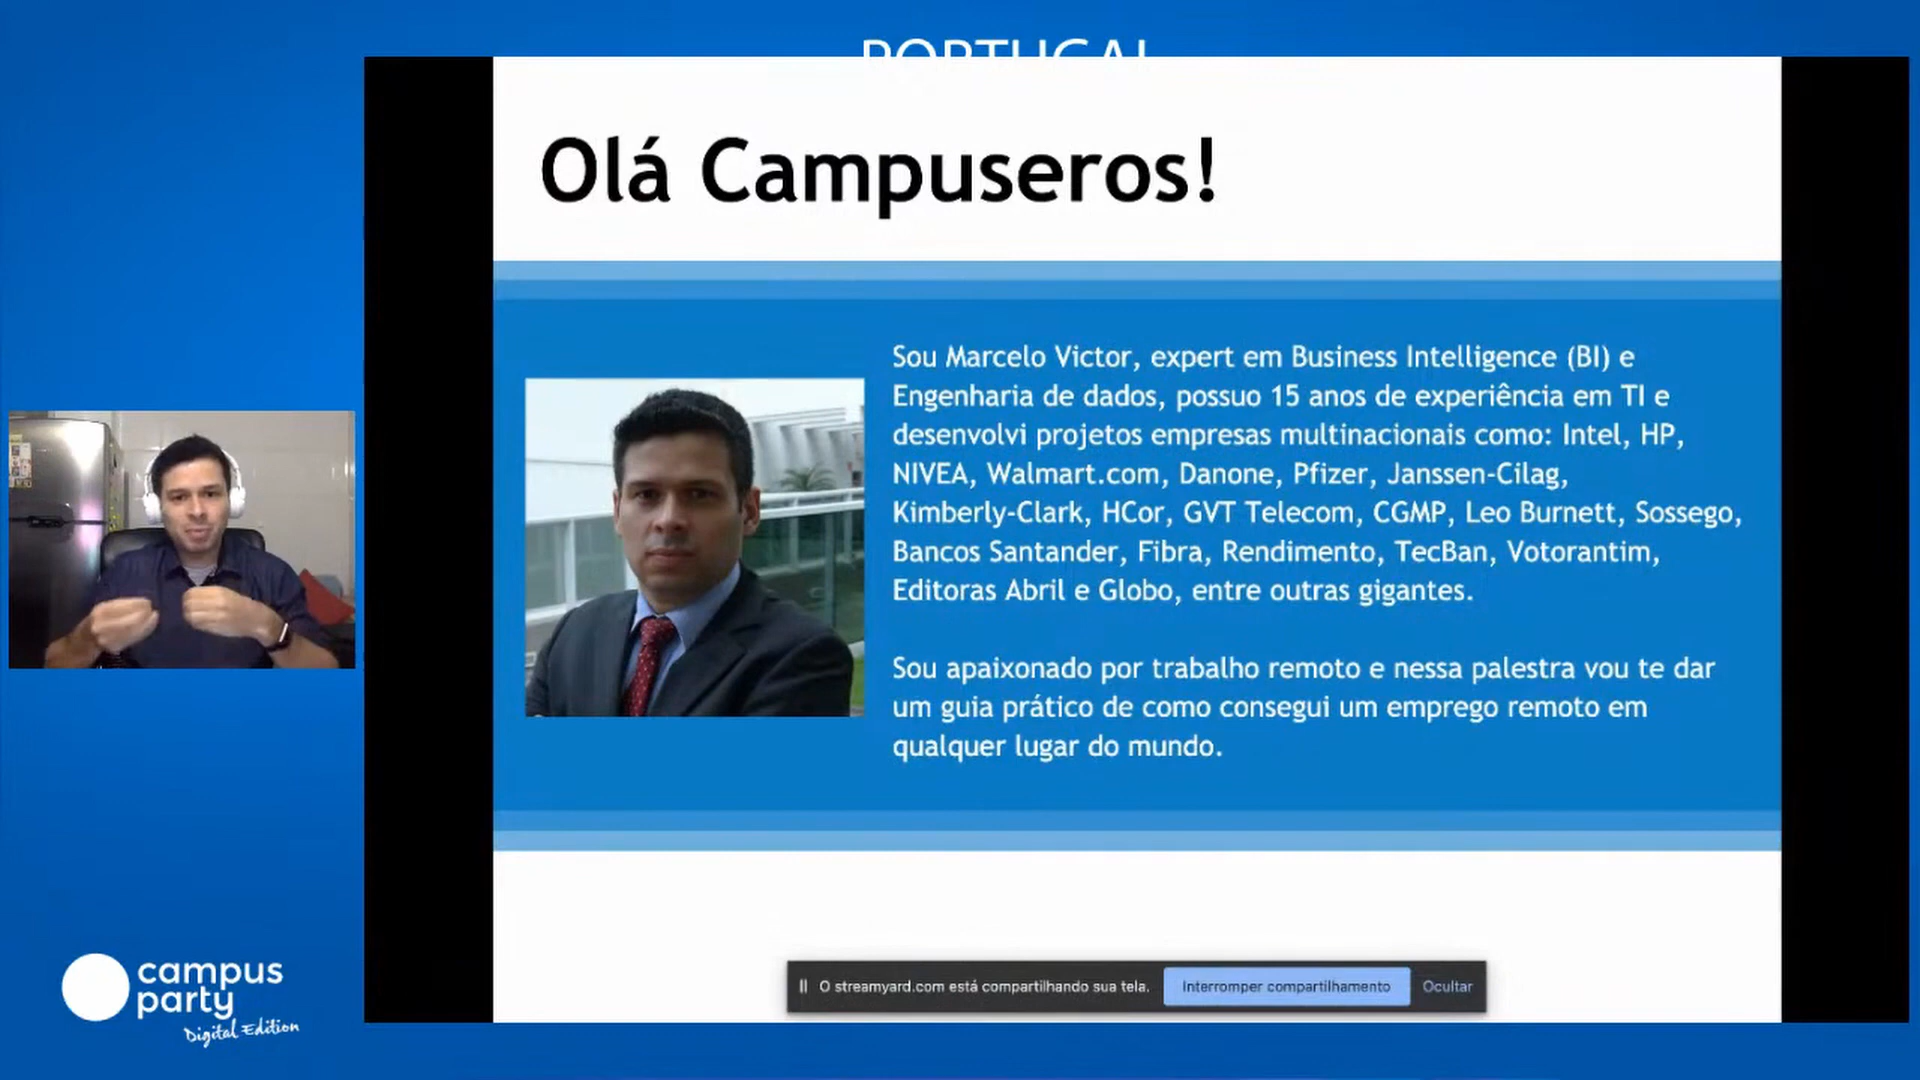 PORTUGAL
Olá Campuseros!
Sou Marcelo Victor, expert em Business Intelligence (BI) e
Engenharia de dados, possuo 15 anos de experiência em TI e
desenvolvi projetos empresas multinacionais como: Intel, HP,
NIVEA, Walmart.com, Danone, Pfizer, Janssen-Cilag,
Kimberly-Clark, HCor, GVT Telecom, CGMP, Leo Burnett, Sossego,
Bancos Santander, Fibra, Rendimento, TecBan, Votorantim,
Editoras Abril e Globo, entre outras gigantes.
Sou apaixonado por trabalho remoto e nessa palestra vou te dar
um guia prático de como consegui um emprego remoto em
qualquer lugar do mundo.
O streamyard.com está compartilhando sua tela.
Interromper compartilhamento
Ocultar
campus
party
Digital Edition